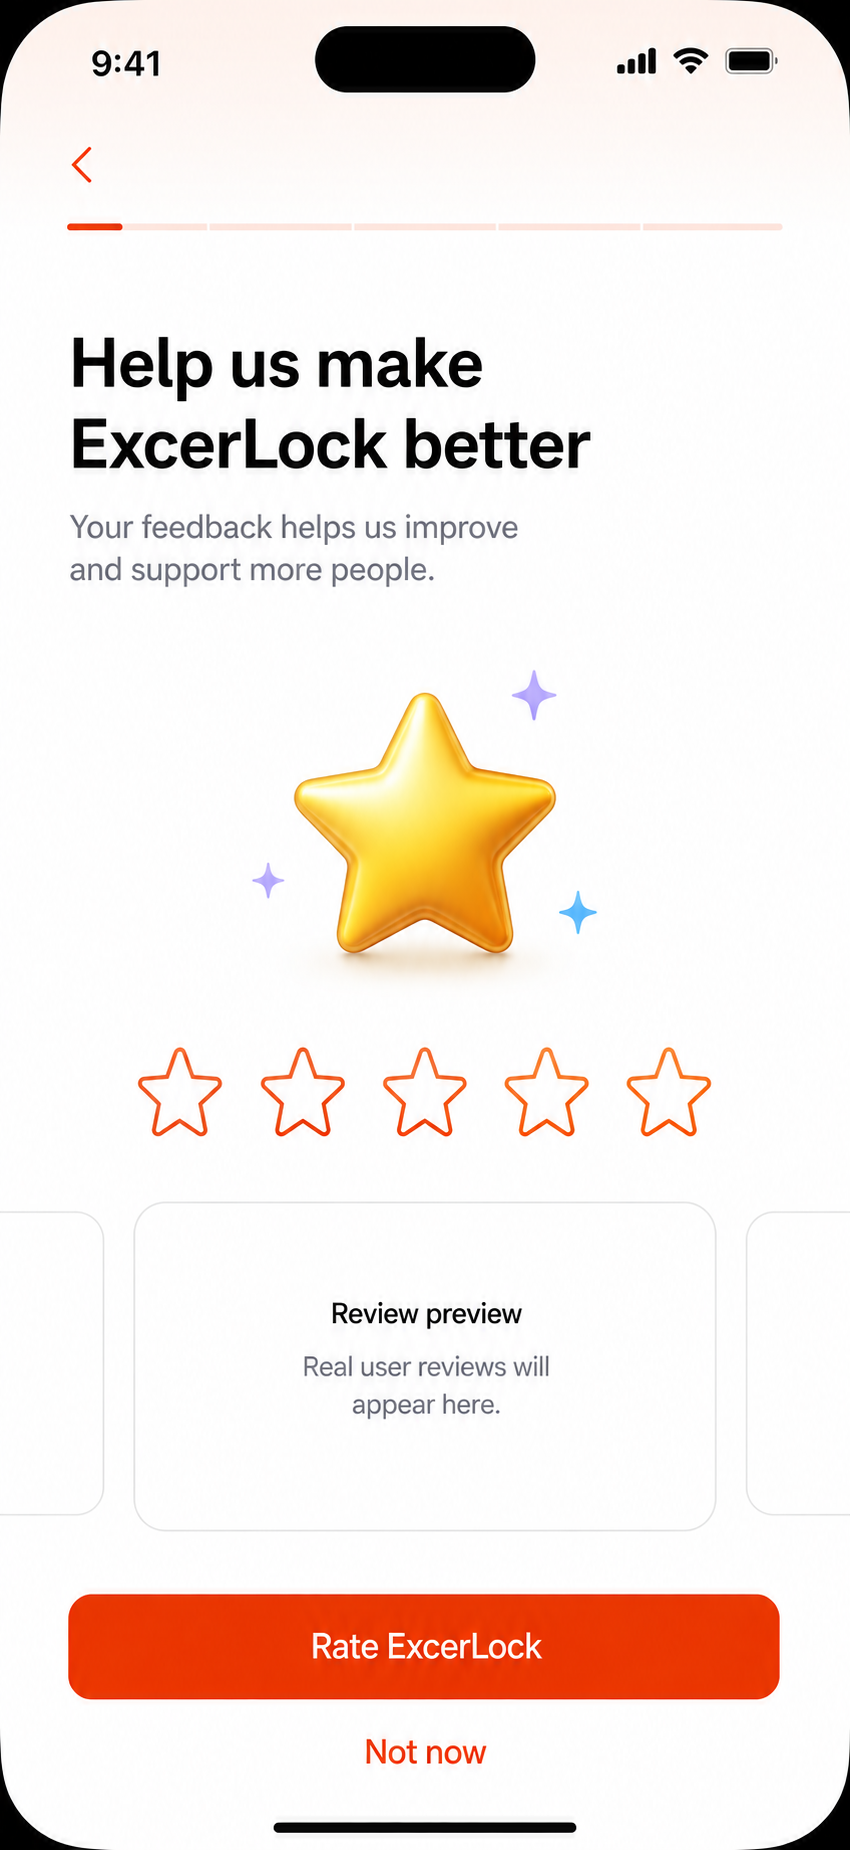 9:41
Help us make
ExcerLock better
Your feedback helps us improve
and support more people.
Review preview
Real user reviews will
appear here.
Rate ExcerLock
Not now